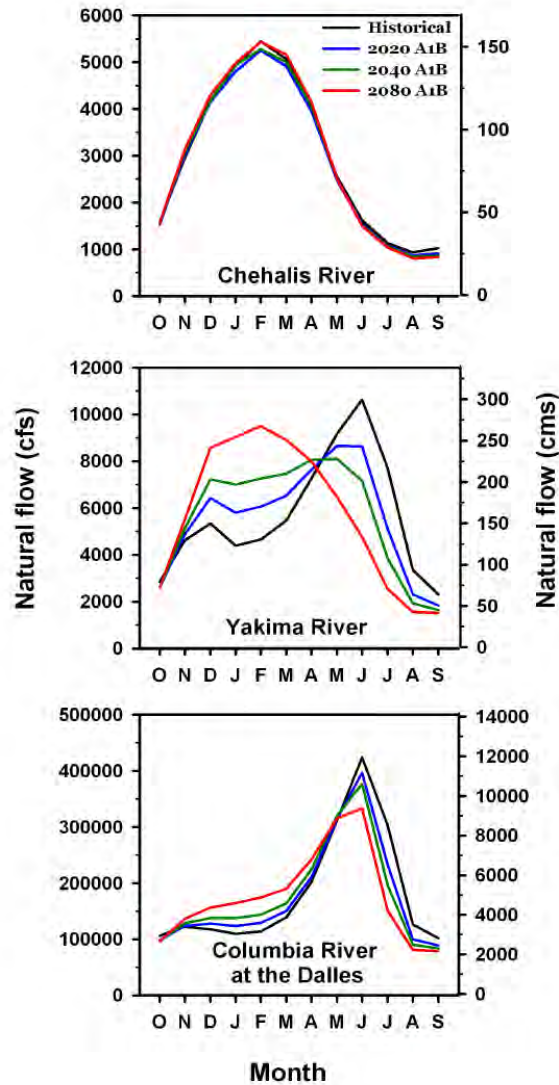 6000
5000
4000
3000
2000
1000
0
Historical
2020 A1B
2040 A1B
2080 A1B
150
100
50
0
Chehalis River
O N D J F M A M J J A S
Natural flow (cfs)
12000
10000
8000
6000
4000
2000
0
Yakima River
300
250
200
150
100
50
0
Natural flow (cms)
O N D J F M A M J J A S
500000
400000
300000
200000
100000
0
Columbia River
at the Dalles
14000
12000
10000
8000
6000
4000
2000
0
O N D J F M A M J J A S
Month